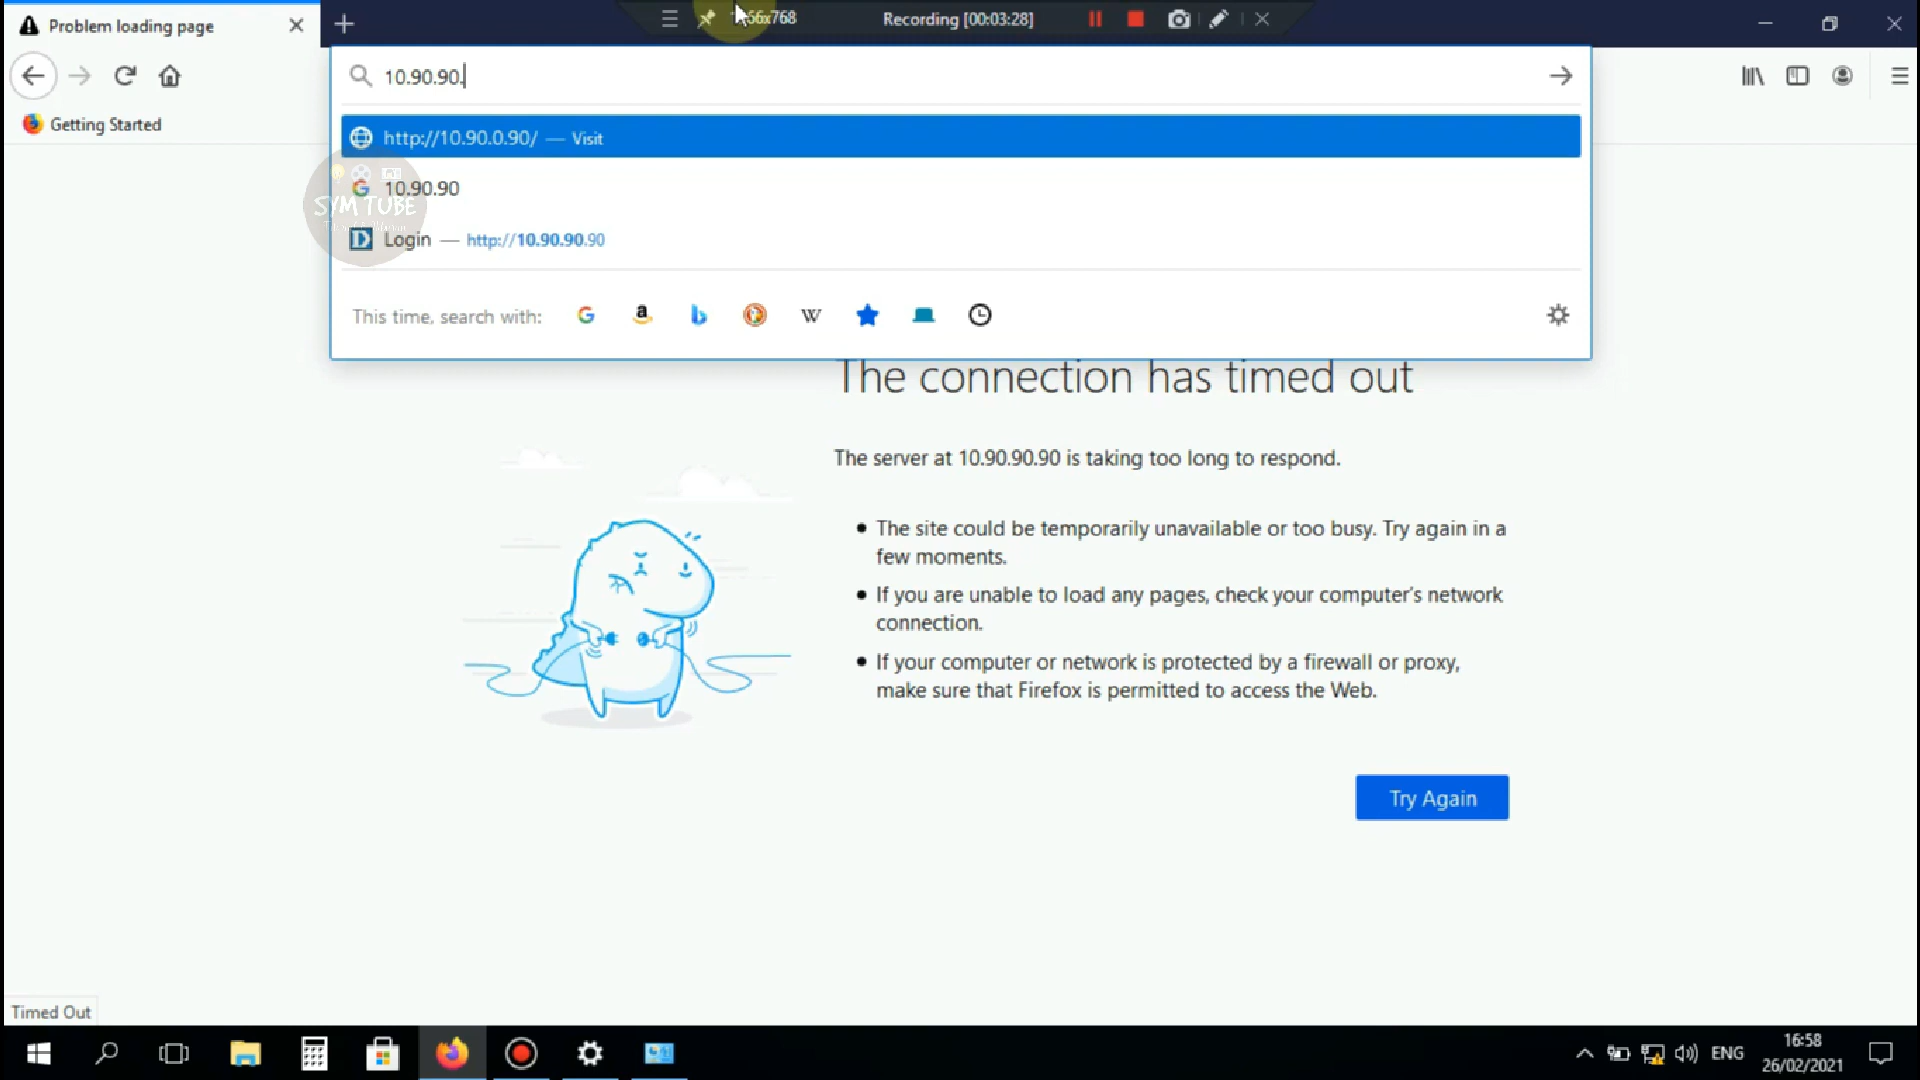 Problem loading page
66x768
Recording [00:03:28]
10.90.90.
http://10.90.0.90/ — Visit
10.90.90
SYM TUBE
Login — http://10.90.90.90
Getting Started
This time, search with:
The connection has timed out
The server at 10.90.90.90 is taking too long to respond.
The site could be temporarily unavailable or too busy. Try again in a
few moments.
If you are unable to load any pages, check your computer's network
connection.
If your computer or network is protected by a firewall or proxy,
make sure that Firefox is permitted to access the Web.
Try Again
Timed Out
ENG
16:58
26/02/2021